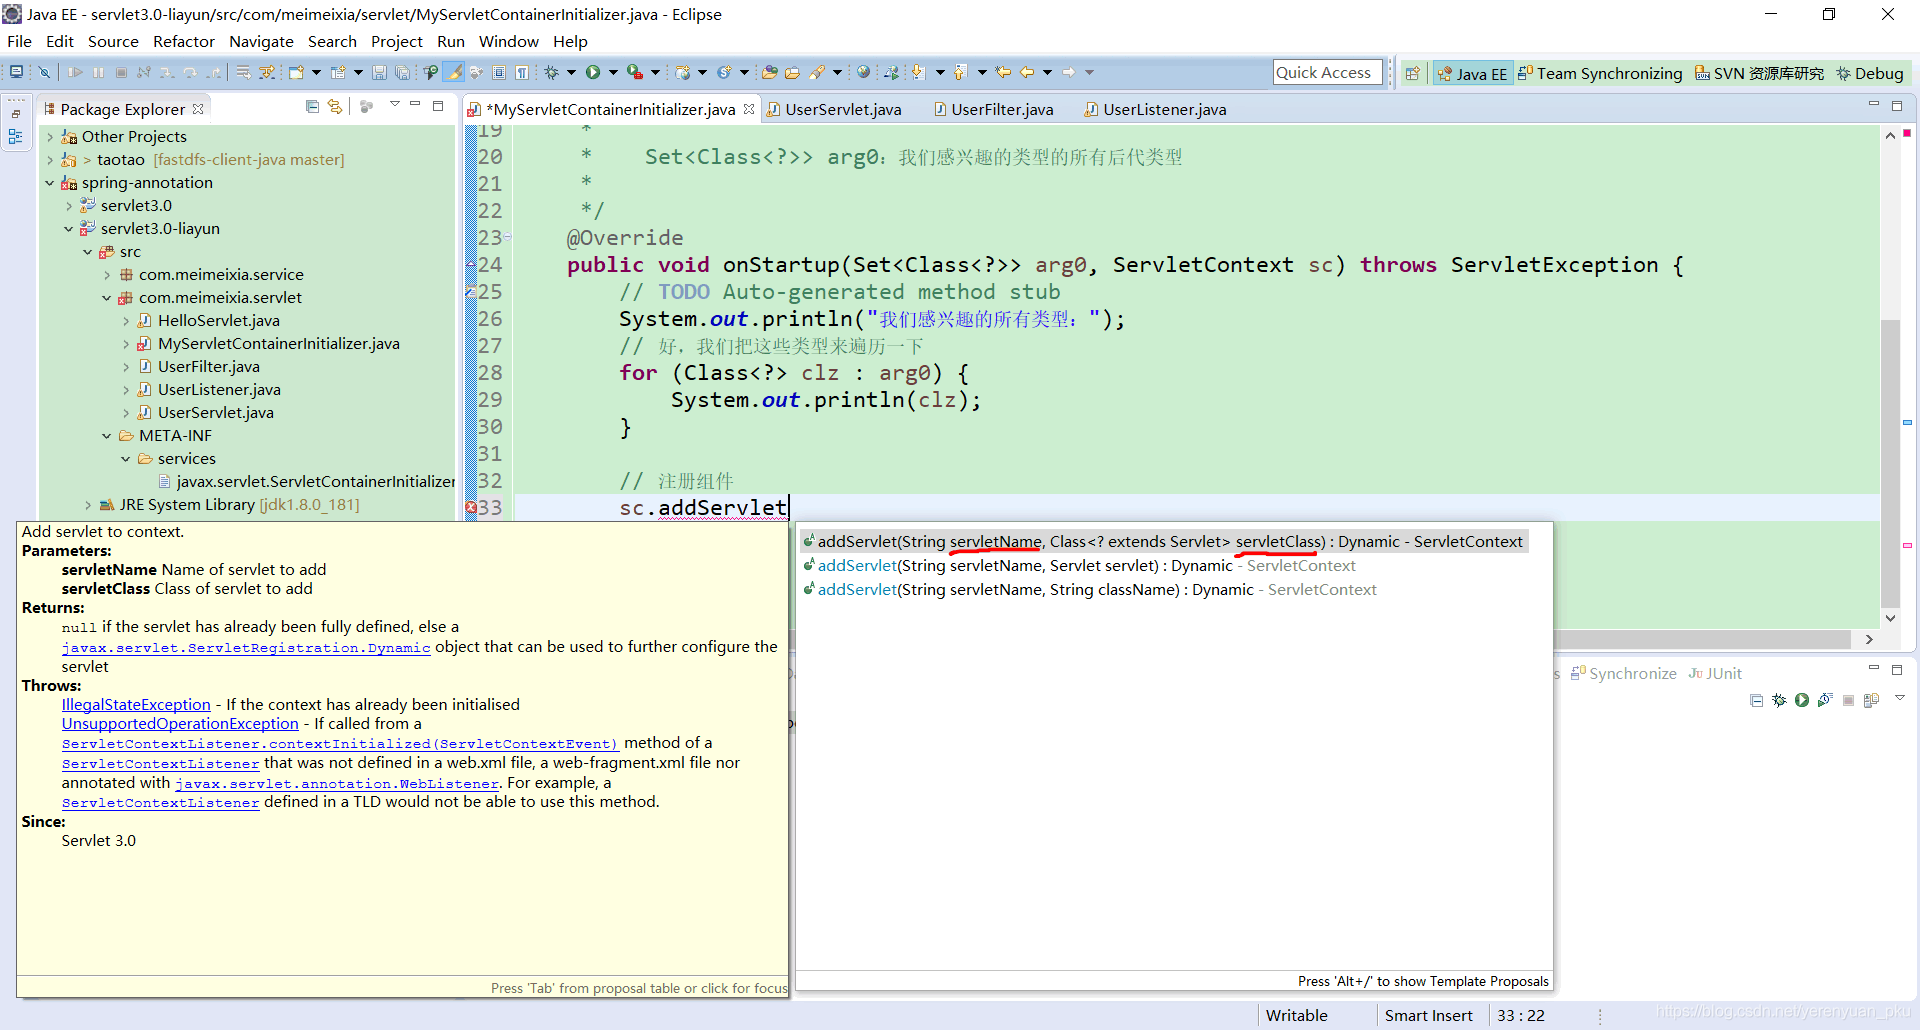 Java EE - servlet3.0-liayun/src/com/meimeixia/servlet/MyServletContainerInitializer.java - Eclipse
File Edit Source Refactor Navigate Search Project Run Window Help
Quick Access
Java EE
Team Synchronizing
SVN 资源库研究
Debug
Package Explorer
*MyServletContainerInitializer.java
UserServlet.java
UserFilter.java
UserListener.java
Other Projects
> taotao [fastdfs-client-java master]
spring-annotation
servlet3.0
servlet3.0-liayun
src
com.meimeixia.service
com.meimeixia.servlet
HelloServlet.java
MyServletContainerInitializer.java
UserFilter.java
UserListener.java
UserServlet.java
META-INF
services
javax.servlet.ServletContainerInitializer
JRE System Library [jdk1.8.0_181]
19 *
20 * Set<Class<?>> arg0：我们感兴趣的类型的所有后代类型
21 *
22 */
23 @Override
24 public void onStartup(Set<Class<?>> arg0, ServletContext sc) throws ServletException {
25 // TODO Auto-generated method stub
26 System.out.println("我们感兴趣的所有类型：");
27 // 好，我们把这些类型来遍历一下
28 for (Class<?> clz : arg0) {
29 System.out.println(clz);
30 }
31
32 // 注册组件
33 sc.addServlet
Add servlet to context.
Parameters:
servletName Name of servlet to add
servletClass Class of servlet to add
Returns:
null if the servlet has already been fully defined, else a
javax.servlet.ServletRegistration.Dynamic object that can be used to further configure the
servlet
Throws:
IllegalStateException - If the context has already been initialised
UnsupportedOperationException - If called from a
ServletContextListener.contextInitialized(ServletContextEvent) method of a
ServletContextListener that was not defined in a web.xml file, a web-fragment.xml file nor
annotated with javax.servlet.annotation.WebListener. For example, a
ServletContextListener defined in a TLD would not be able to use this method.
Since:
Servlet 3.0
Press 'Tab' from proposal table or click for focus
addServlet(String servletName, Class<? extends Servlet> servletClass) : Dynamic - ServletContext
addServlet(String servletName, Servlet servlet) : Dynamic - ServletContext
addServlet(String servletName, String className) : Dynamic - ServletContext
Press 'Alt+/' to show Template Proposals
s
Synchronize
JUnit
Writable
Smart Insert
33 : 22
https://blog.csdn.net/yerenyuan_pku